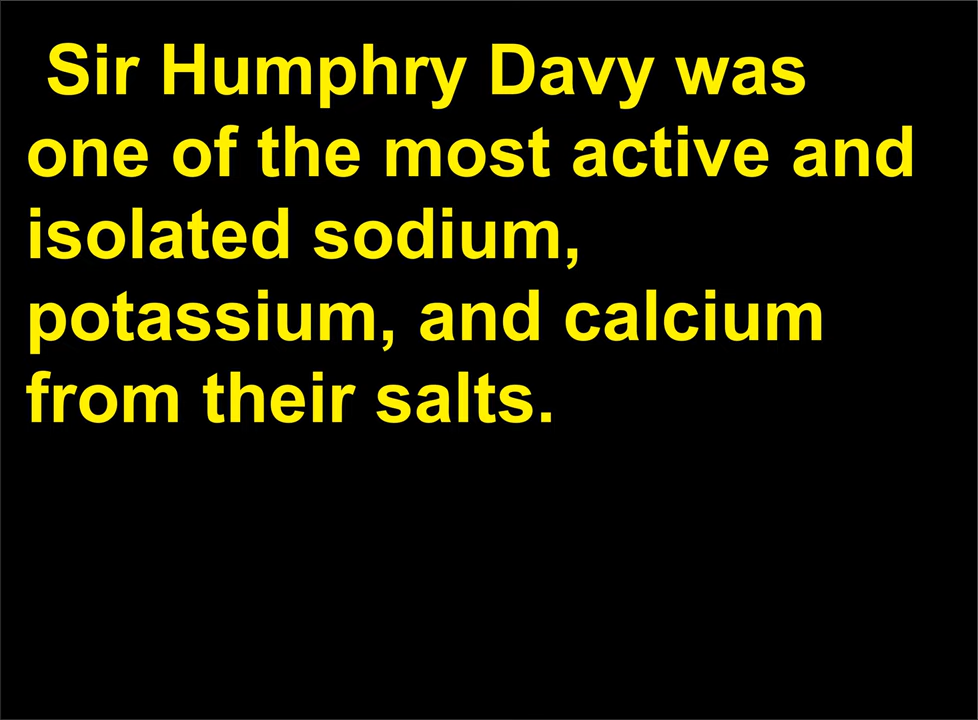 Sir Humphry Davy was
one of the most active and
isolated sodium,
potassium, and calcium
from their salts.